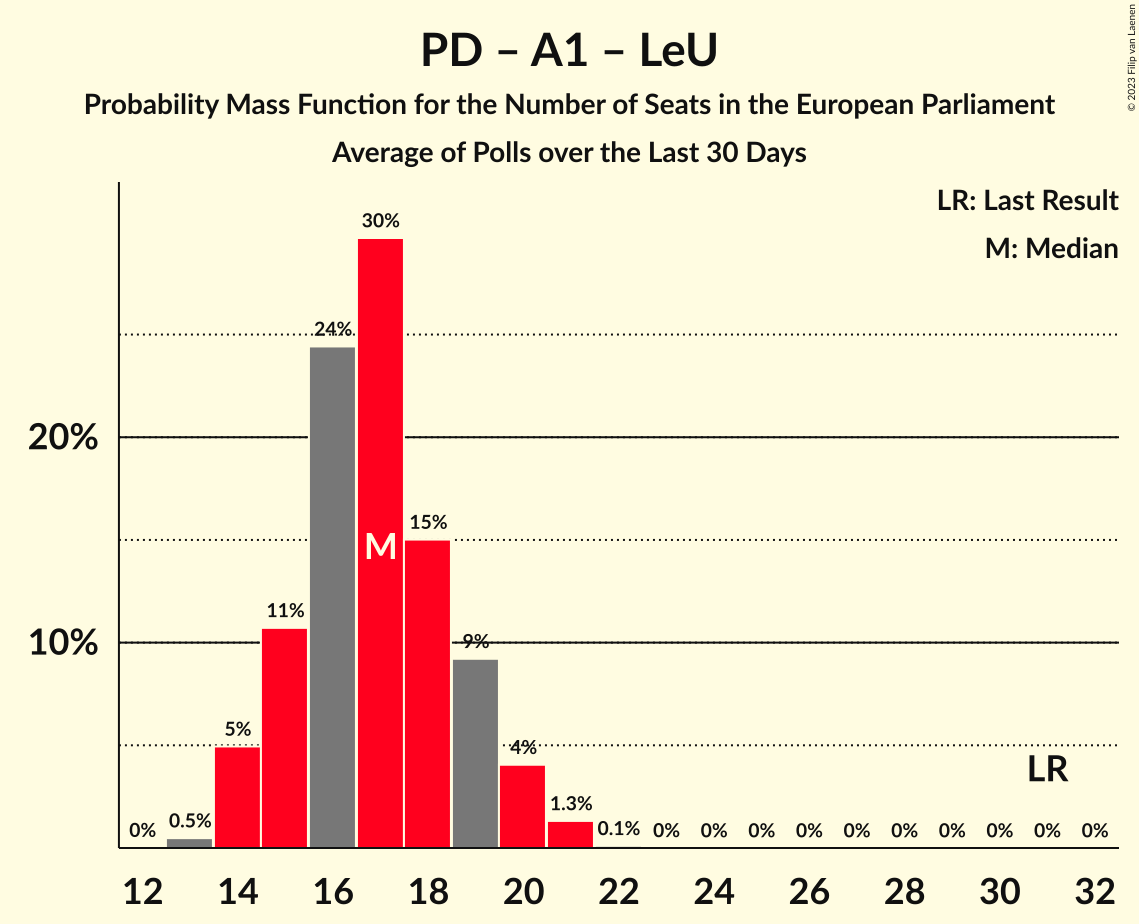 PD – A1 – LeU
Probability Mass Function for the Number of Seats in the European Parliament
Average of Polls over the Last 30 Days
© 2023 Filip van Laenen
LR: Last Result
M: Median
30%
24%
20%
M
15%
11%
10%
9%
5%
4%
LR
0% 0.5% 1.3% 0.1% 0% 0% 0% 0% 0% 0% 0% 0% 0% 0%
12 14 16 18 20 22 24 26 28 30 32